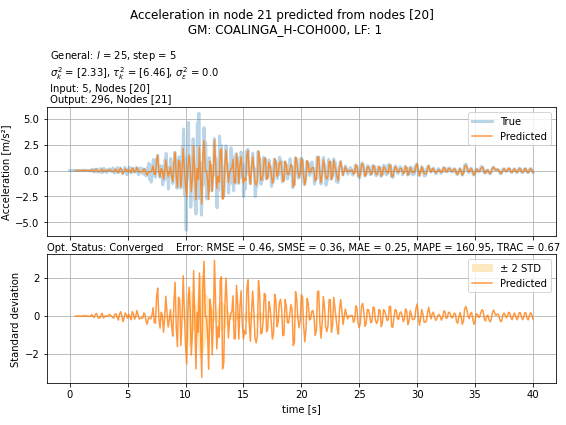 Acceleration in node 21 predicted from nodes [20]
GM: COALINGA_H-COH000, LF: 1
General: l = 25, step = 5
σ²ₖ = [2.33], τ²ₖ = [6.46], σ²ε = 0.0
Input: 5, Nodes [20]
Output: 296, Nodes [21]
Acceleration [m/s²]
5.0
2.5
0.0
−2.5
−5.0
True
Predicted
Opt. Status: Converged Error: RMSE = 0.46, SMSE = 0.36, MAE = 0.25, MAPE = 160.95, TRAC = 0.67
Standard deviation
2
0
−2
± 2 STD
Predicted
0 5 10 15 20 25 30 35 40
time [s]